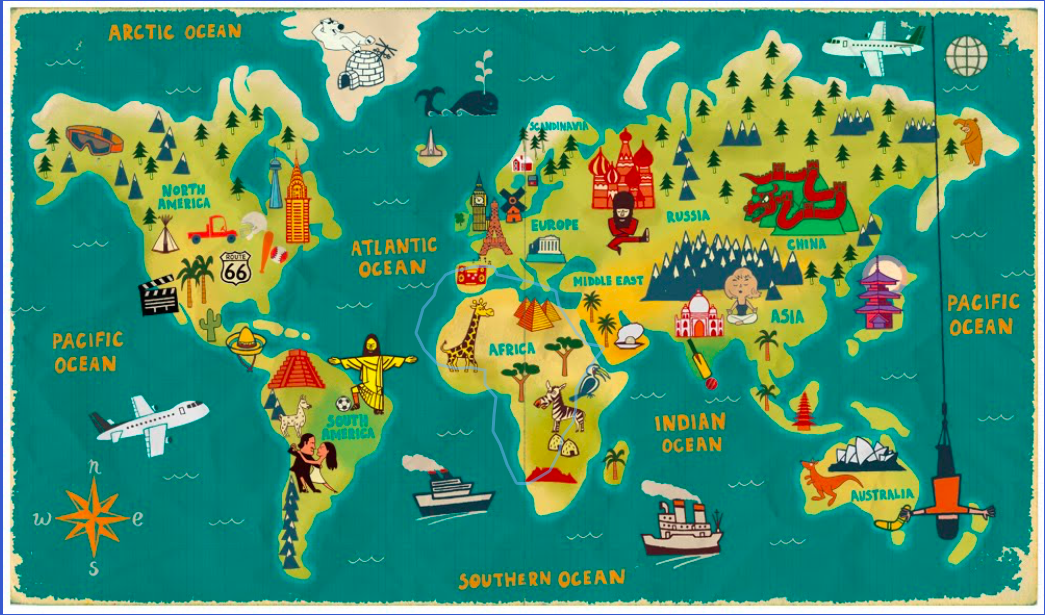 ARCTIC OCEAN
SCANDINAVIA
NORTH
AMERICA
RUSSIA
EUROPE
CHINA
ATLANTIC
OCEAN
ROUTE
66
MIDDLE EAST
PACIFIC
OCEAN
ASIA
PACIFIC
OCEAN
AFRICA
SOUTH
AMERICA
INDIAN
OCEAN
n
w
e
s
AUSTRALIA
SOUTHERN OCEAN